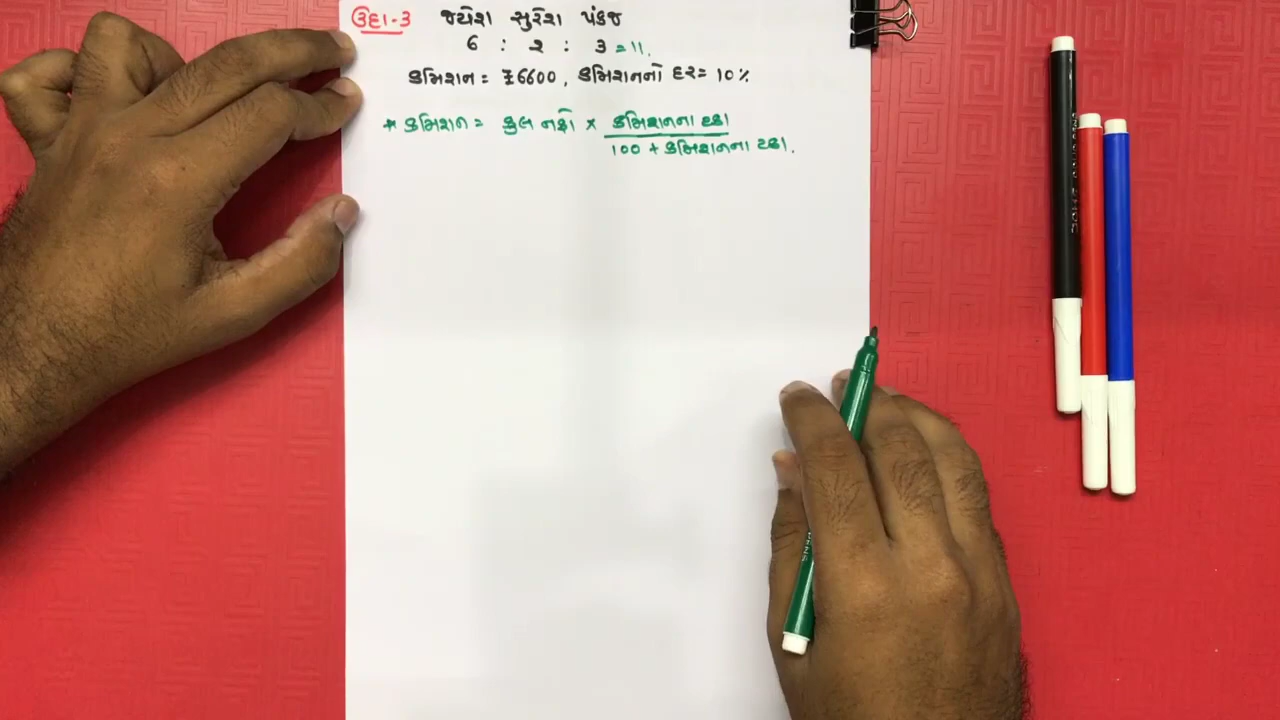 ઉદા-3 જયેશ સુરેશ પંકજ
6 : 2 : 3 = 11.
કમિશન = ₹6600, કમિશનનો દર = 10%
* કમિશન = કુલ નફો × કમિશનના ટકા
100 + કમિશનના ટકા.